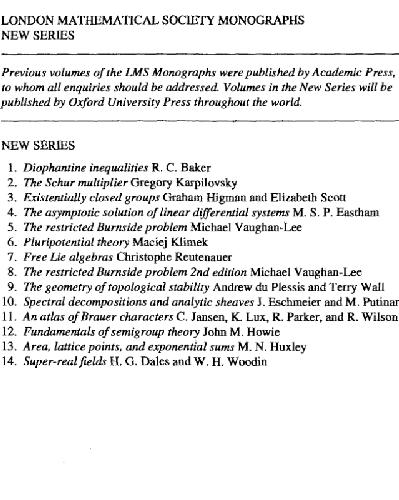 LONDON MATHEMATICAL SOCIETY MONOGRAPHS
NEW SERIES
Previous volumes of the LMS Monographs were published by Academic Press,
to whom all enquiries should be addressed. Volumes in the New Series will be
published by Oxford University Press throughout the world.
NEW SERIES
1. Diophantine inequalities R. C. Baker
2. The Schur multiplier Gregory Karpilovsky
3. Existentially closed groups Graham Higman and Elizabeth Scott
4. The asymptotic solution of linear differential systems M. S. P. Eastham
5. The restricted Burnside problem Michael Vaughan-Lee
6. Pluripotential theory Maciej Klimek
7. Free Lie algebras Christophe Reutenauer
8. The restricted Burnside problem 2nd edition Michael Vaughan-Lee
9. The geometry of topological stability Andrew du Plessis and Terry Wall
10. Spectral decompositions and analytic sheaves J. Eschmeier and M. Putinar
11. An atlas of Brauer characters C. Jansen, K. Lux, R. Parker, and R. Wilson
12. Fundamentals of semigroup theory John M. Howie
13. Area, lattice points, and exponential sums M. N. Huxley
14. Super-real fields H. G. Dales and W. H. Woodin